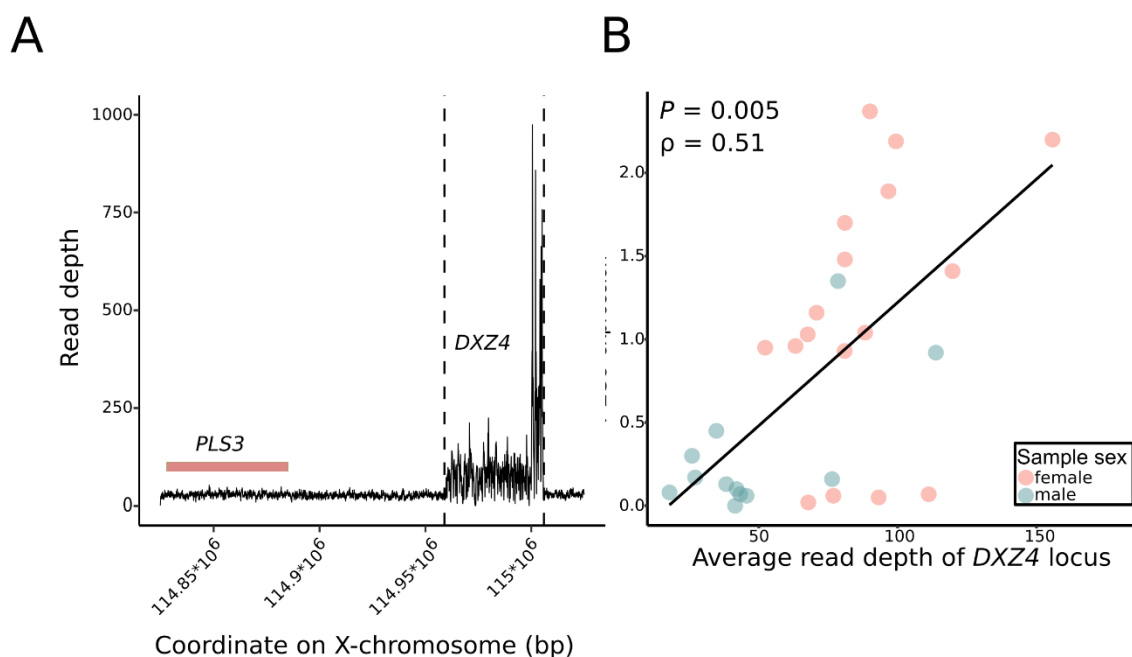 A
B
1000
750
500
250
0
Read depth
DXZ4
PLS3
114.85*10⁶
114.9*10⁶
114.95*10⁶
115*10⁶
Coordinate on X-chromosome (bp)
P = 0.005
ρ = 0.51
2.0
1.5
1.0
0.5
0.0
50
100
150
Average read depth of DXZ4 locus
Sample sex
female
male